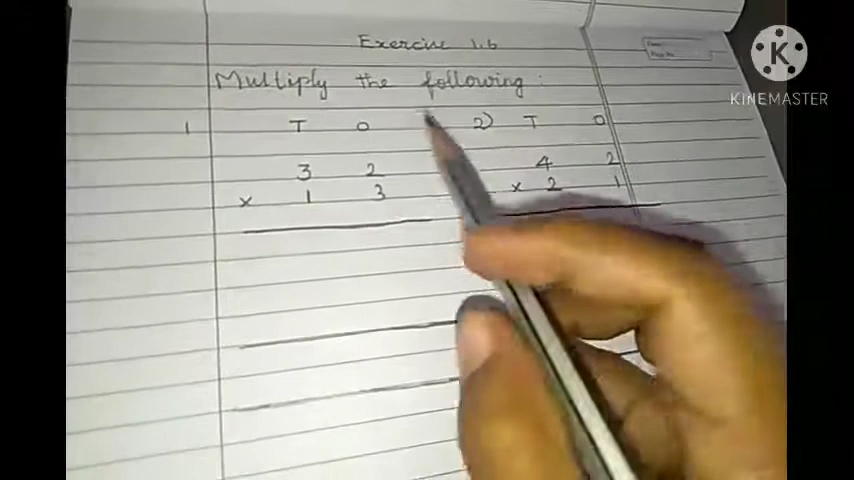 Exercise 1.6
Multiply the following :
1 T O 2) T O
3 2 4 2
x 1 3 x 2 1
K
KINEMASTER